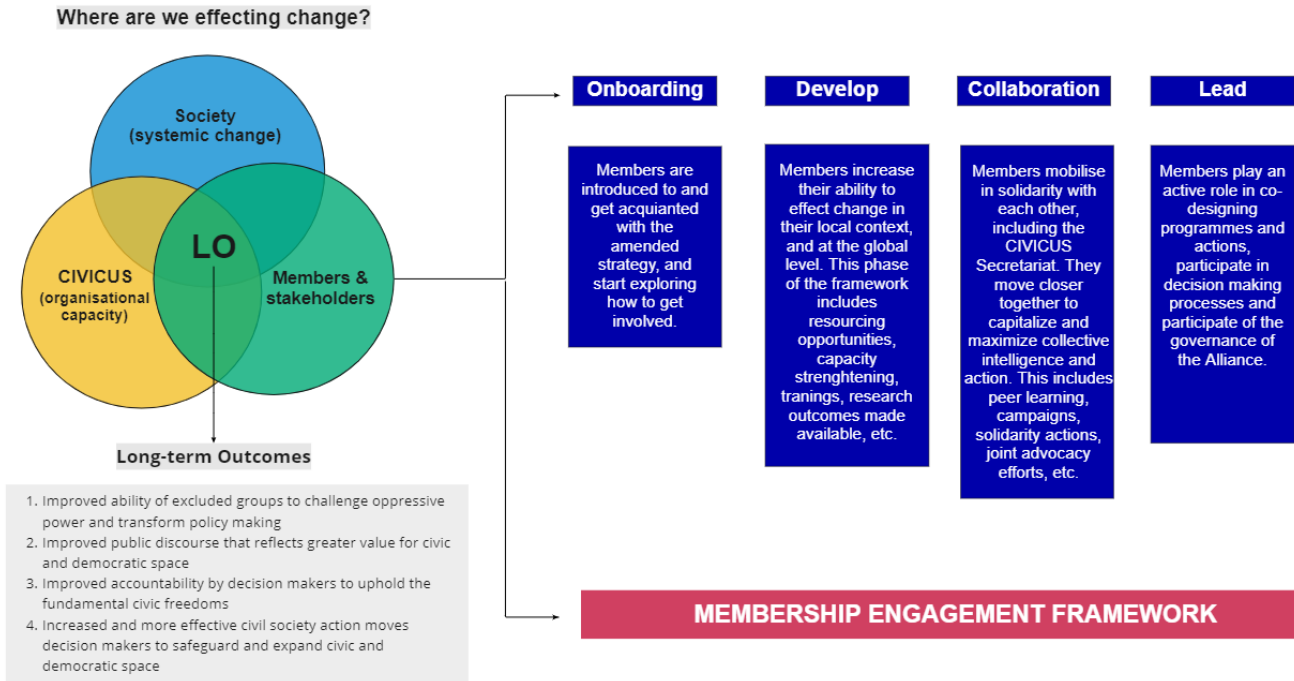 Where are we effecting change?
Society
(systemic change)
CIVICUS
(organisational
capacity)
LO
Members &
stakeholders
Long-term Outcomes
1. Improved ability of excluded groups to challenge oppressive
power and transform policy making
2. Improved public discourse that reflects greater value for civic
and democratic space
3. Improved accountability by decision makers to uphold the
fundamental civic freedoms
4. Increased and more effective civil society action moves
decision makers to safeguard and expand civic and
democratic space
Onboarding
Members are
introduced to and
get acquianted
with the
amended
strategy, and
start exploring
how to get
involved.
Develop
Members increase
their ability to
effect change in
their local context,
and at the global
level. This phase
of the framework
includes
resourcing
opportunities,
capacity
strenghtening,
tranings, research
outcomes made
available, etc.
Collaboration
Members mobilise
in solidarity with
each other,
including the
CIVICUS
Secretariat. They
move closer
together to
capitalize and
maximize collective
intelligence and
action. This includes
peer learning,
campaigns,
solidarity actions,
joint advocacy
efforts, etc.
Lead
Members play an
active role in co-
designing
programmes and
actions,
participate in
decision making
processes and
participate of the
governance of
the Alliance.
MEMBERSHIP ENGAGEMENT FRAMEWORK